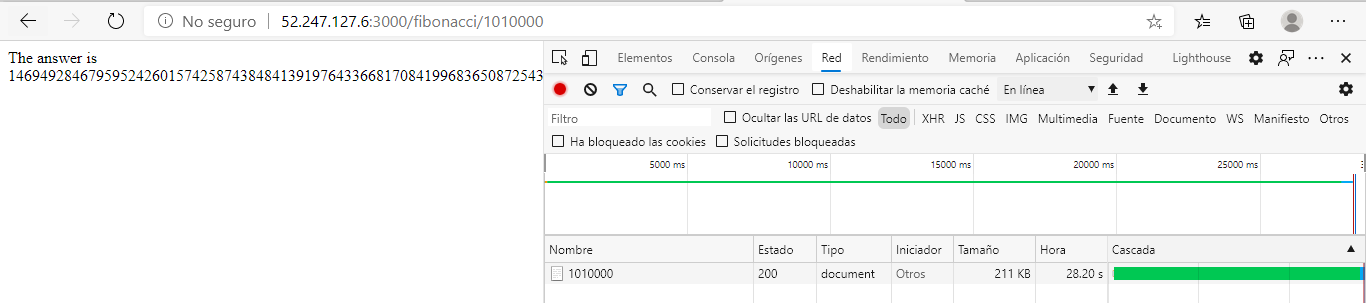 No seguro 52.247.127.6:3000/fibonacci/1010000
The answer is
1469492846795952426015742587438484139197643366817084199683650872543
Elementos Consola Orígenes Red Rendimiento Memoria Aplicación Seguridad Lighthouse
Conservar el registro Deshabilitar la memoria caché En línea
Filtro Ocultar las URL de datos Todo XHR JS CSS IMG Multimedia Fuente Documento WS Manifiesto Otros
Ha bloqueado las cookies Solicitudes bloqueadas
5000 ms 10000 ms 15000 ms 20000 ms 25000 ms
Nombre Estado Tipo Iniciador Tamaño Hora Cascada
1010000 200 document Otros 211 KB 28.20 s